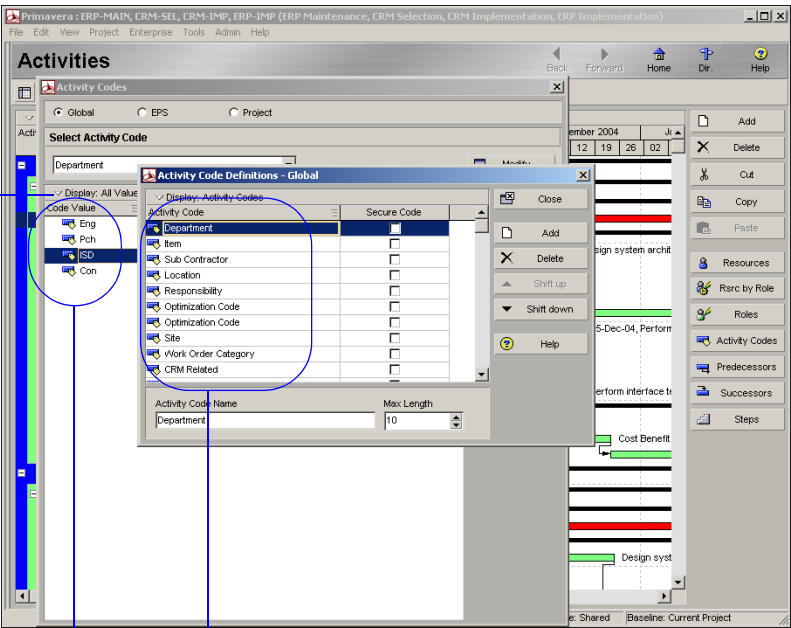 Primavera : ERP-MAIN, CRM-SEL, CRM-IMP, ERP-IMP (ERP Maintenance, CRM Selection, CRM Implementation, ERP Implementation)
File Edit View Project Enterprise Tools Admin Help
Activities
Back Forward Home Dir. Help
Activity Codes
Global EPS Project
Select Activity Code
Department
Modify
Display: All Value
Code Value
Eng
Pch
ISD
Con
Activity Code Definitions - Global
Display: Activity Codes
Activity Code Secure Code
Department
Item
Sub Contractor
Location
Responsibility
Optimization Code
Optimization Code
Site
Work Order Category
CRM Related
Activity Code Name Max Length
Department 10
Close
Add
Delete
Shift up
Shift down
Help
Acti
ember 2004
12 19 26 02
sign system archit
5-Dec-04, Perform
erform interface te
Cost Benefit
Design syst
Add
Delete
Cut
Copy
Paste
Resources
Rsrc by Role
Roles
Activity Codes
Predecessors
Successors
Steps
e: Shared Baseline: Current Project